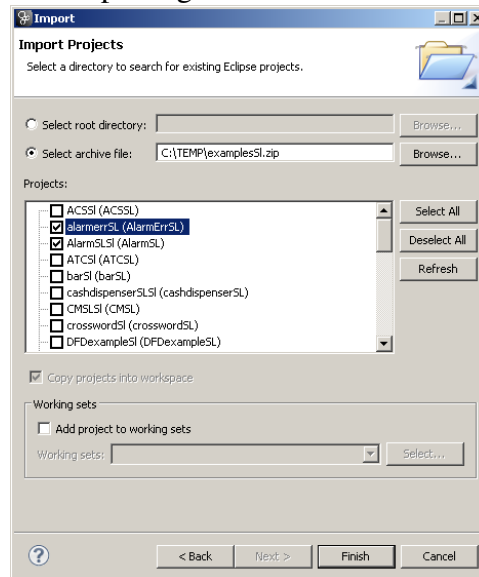 Import
Import Projects
Select a directory to search for existing Eclipse projects.
Select root directory:
Browse...
Select archive file:
C:\TEMP\examplesSl.zip
Browse...
Projects:
ACSSl (ACSSL)
Select All
alarmerrSL (AlarmErrSL)
AlarmSLSl (AlarmSL)
Deselect All
ATCSl (ATCSL)
barSl (barSL)
Refresh
cashdispenserSLSl (cashdispenserSL)
CMSLSl (CMSL)
crosswordSl (crosswordSL)
DFDexampleSl (DFDexampleSL)
Copy projects into workspace
Working sets
Add project to working sets
Working sets:
Select...
?
< Back
Next >
Finish
Cancel